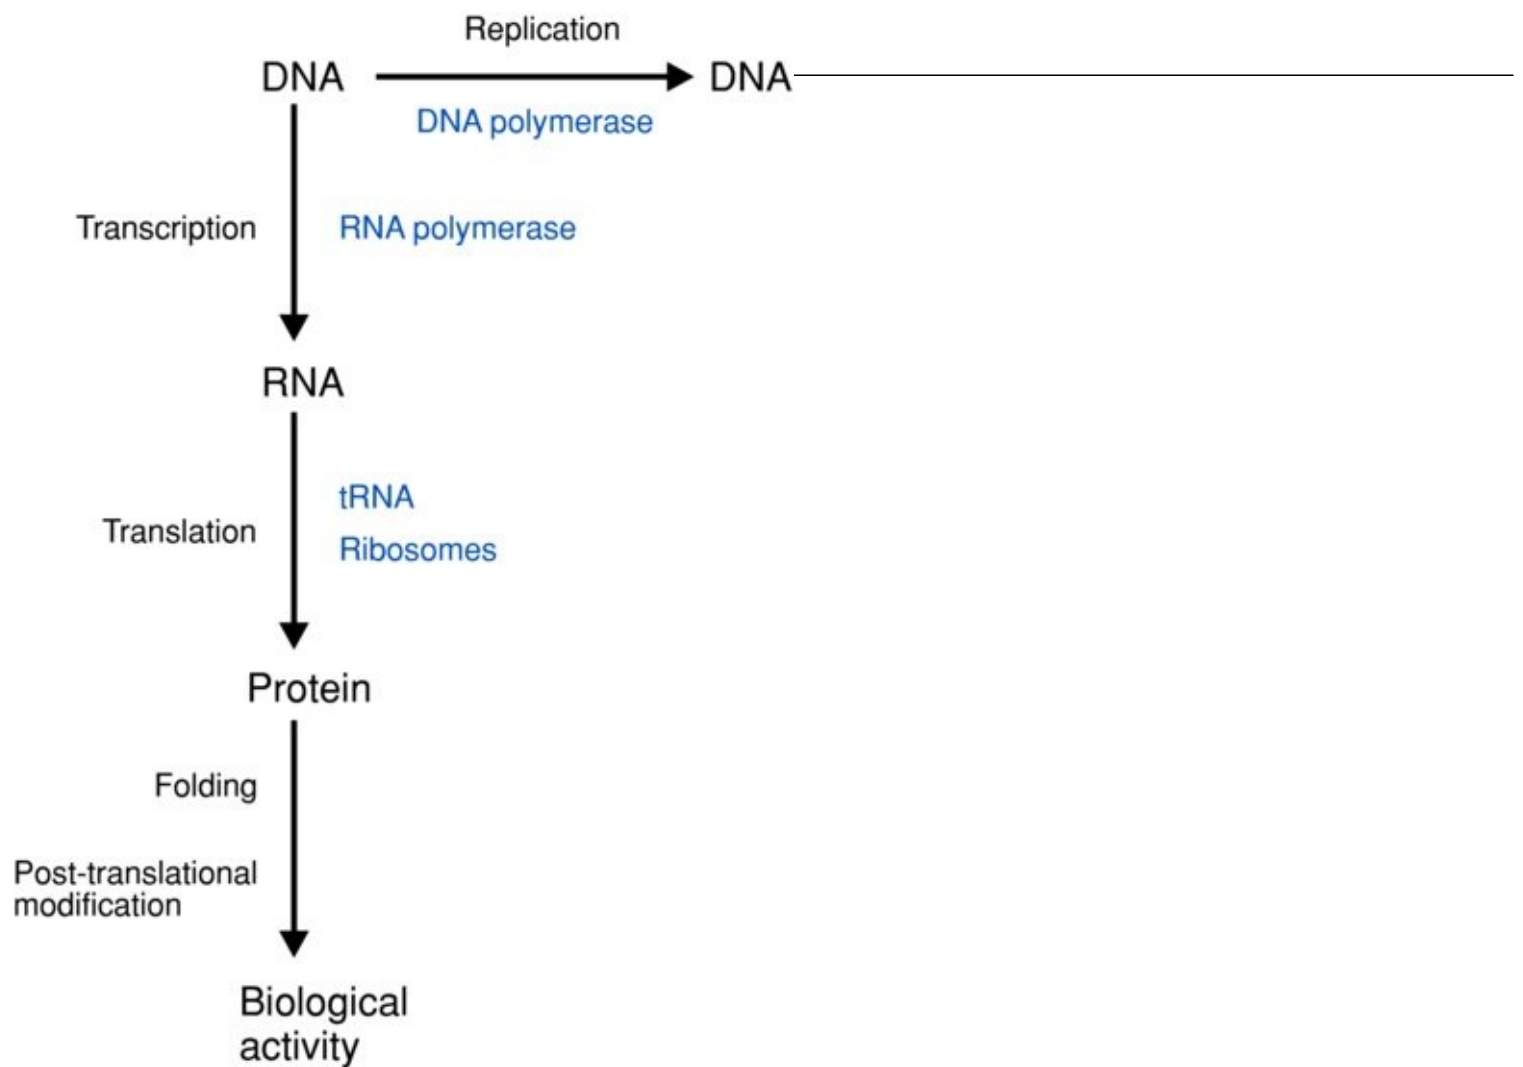 Replication
DNA DNA
DNA polymerase
Transcription RNA polymerase
RNA
tRNA
Translation
Ribosomes
Protein
Folding
Post-translational
modification
Biological
activity